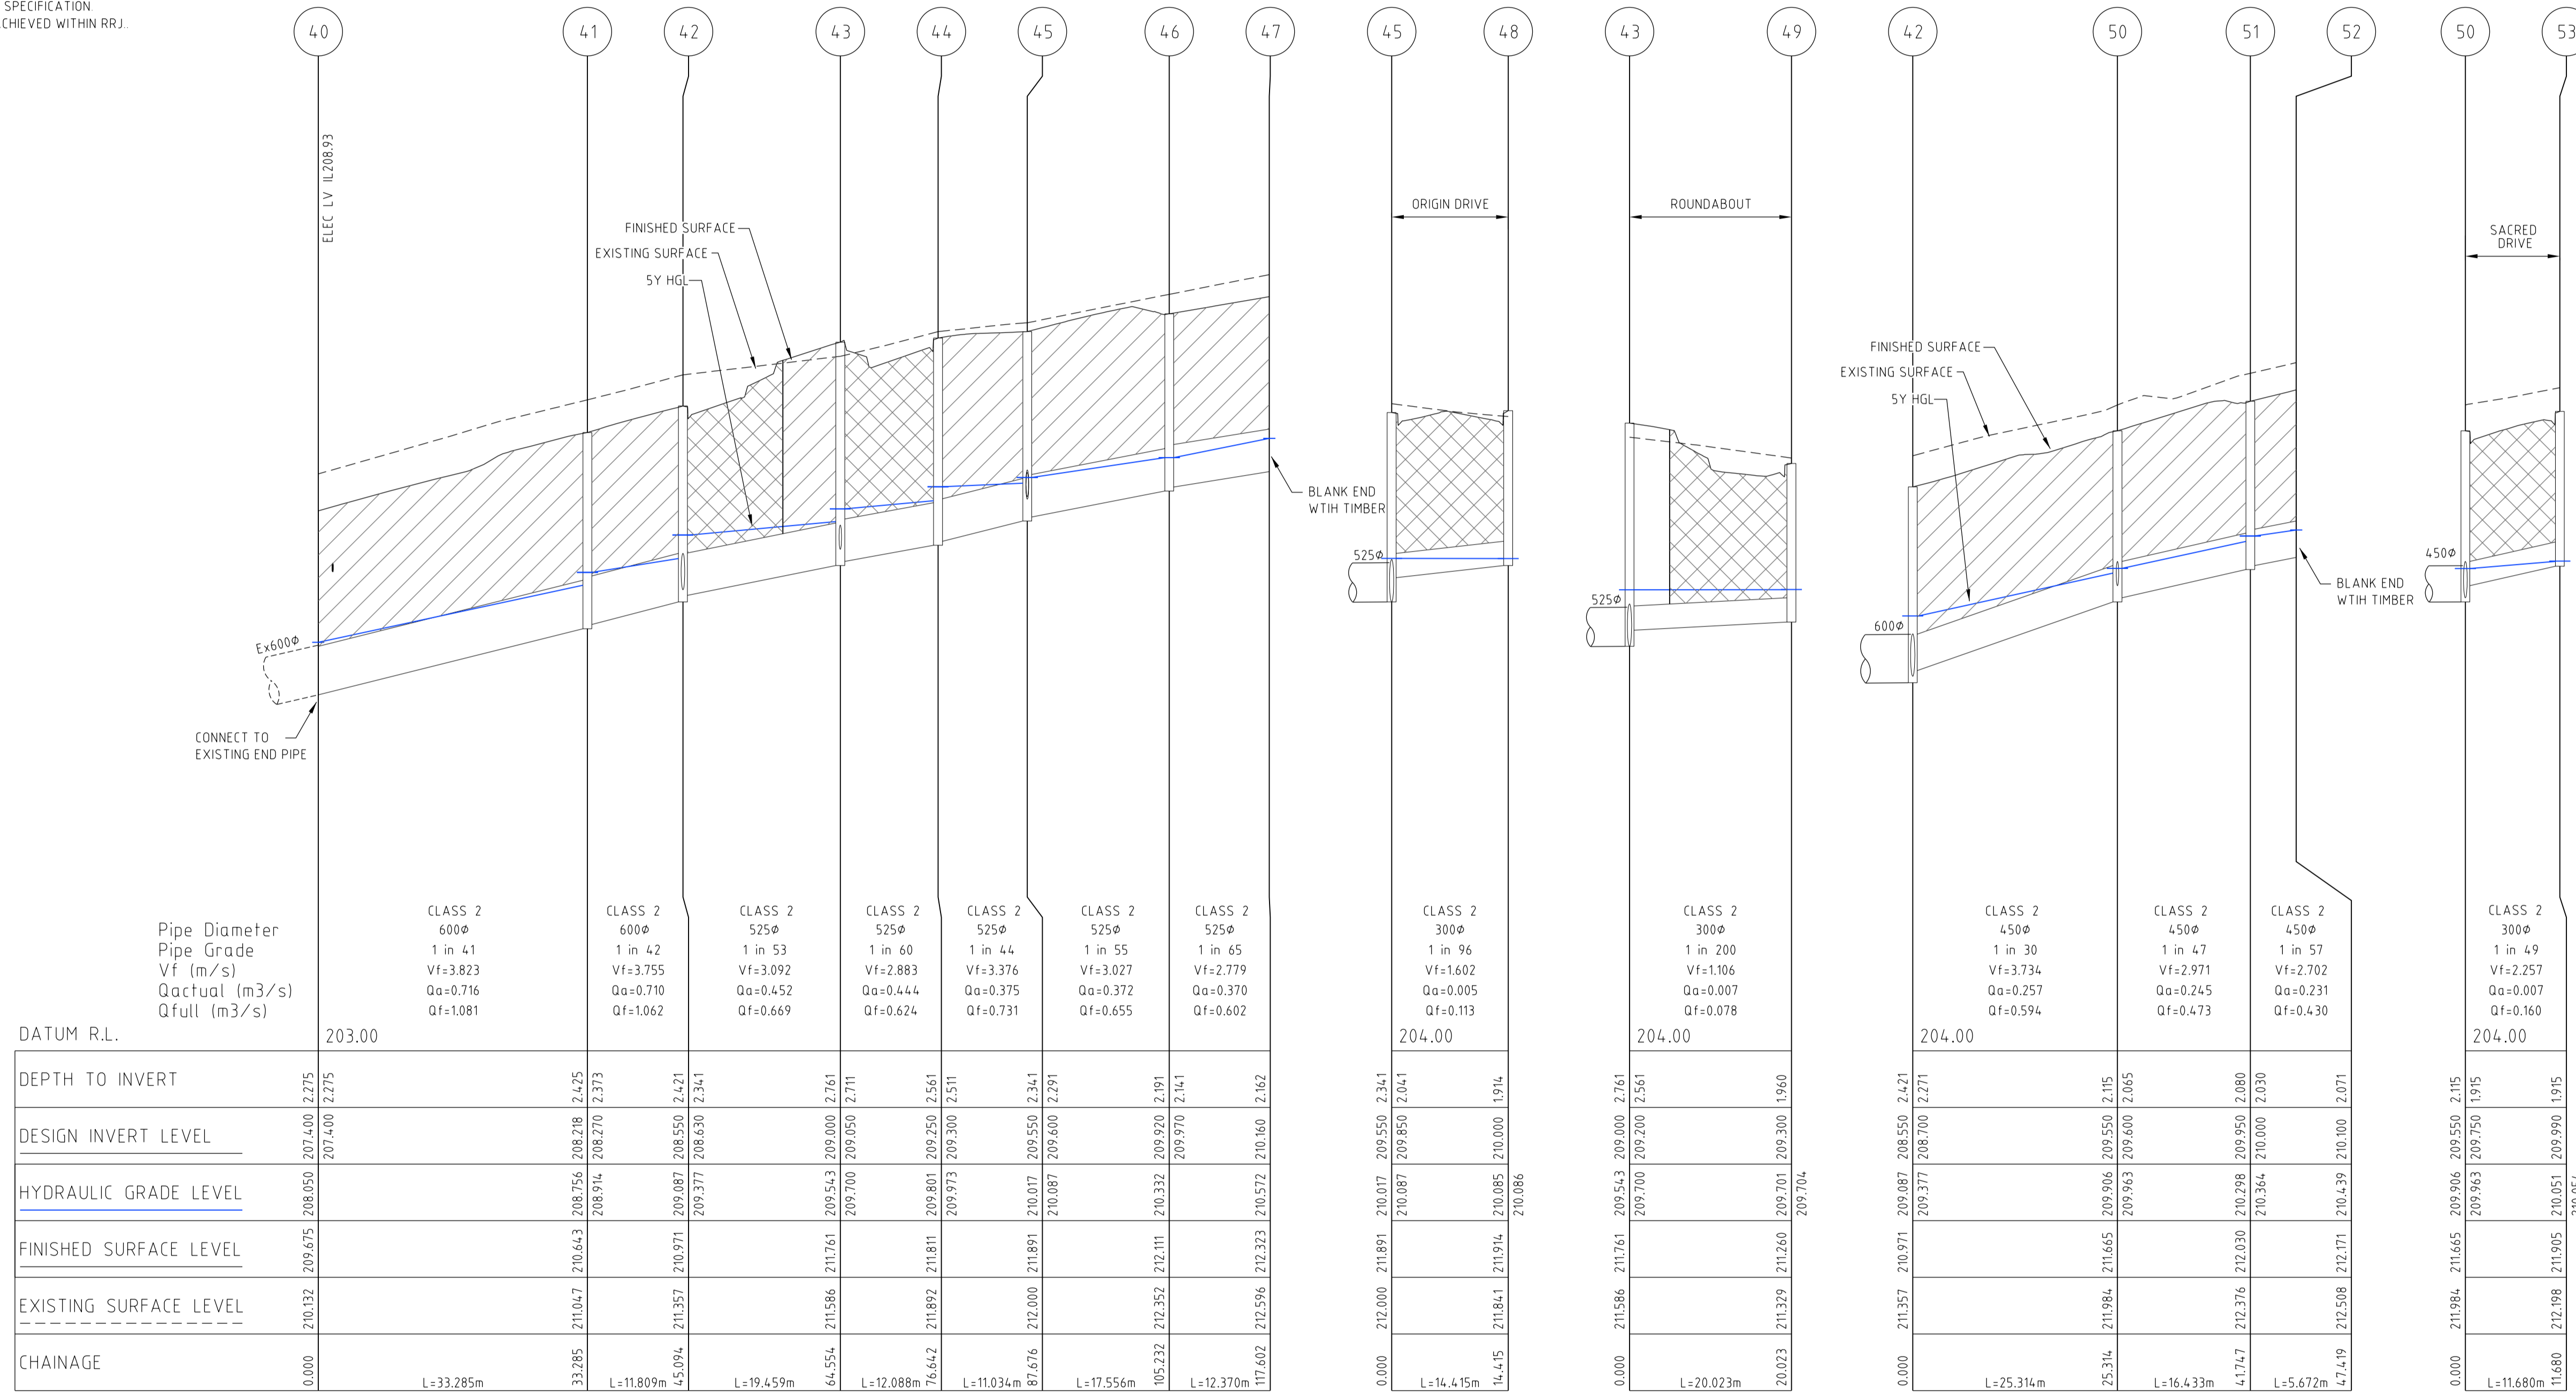 SPECIFICATION.
CHIEVED WITHIN RRJ..
40 41 42 43 44 45 46 47 45 48 43 49 42 50 51 52 50 53
ELEC LV IL208.93
FINISHED SURFACE
EXISTING SURFACE
5Y HGL
ORIGIN DRIVE
ROUNDABOUT
SACRED
DRIVE
FINISHED SURFACE
EXISTING SURFACE
5Y HGL
BLANK END
WTIH TIMBER
525Ø
525Ø
600Ø
450Ø
BLANK END
WTIH TIMBER
Ex600Ø
CONNECT TO
EXISTING END PIPE
CLASS 2 CLASS 2 CLASS 2 CLASS 2 CLASS 2 CLASS 2 CLASS 2 CLASS 2 CLASS 2 CLASS 2 CLASS 2 CLASS 2 CLASS 2
Pipe Diameter 600Ø 600Ø 525Ø 525Ø 525Ø 525Ø 525Ø 300Ø 300Ø 450Ø 450Ø 450Ø 300Ø
Pipe Grade 1 in 41 1 in 42 1 in 53 1 in 60 1 in 44 1 in 55 1 in 65 1 in 96 1 in 200 1 in 30 1 in 47 1 in 57 1 in 49
Vf (m/s) Vf=3.823 Vf=3.755 Vf=3.092 Vf=2.883 Vf=3.376 Vf=3.027 Vf=2.779 Vf=1.602 Vf=1.106 Vf=3.734 Vf=2.971 Vf=2.702 Vf=2.257
Qactual (m3/s) Qa=0.716 Qa=0.710 Qa=0.452 Qa=0.444 Qa=0.375 Qa=0.372 Qa=0.370 Qa=0.005 Qa=0.007 Qa=0.257 Qa=0.245 Qa=0.231 Qa=0.007
Qfull (m3/s) Qf=1.081 Qf=1.062 Qf=0.669 Qf=0.624 Qf=0.731 Qf=0.655 Qf=0.602 Qf=0.113 Qf=0.078 Qf=0.594 Qf=0.473 Qf=0.430 Qf=0.160
DATUM R.L. 203.00 204.00 204.00 204.00 204.00
DEPTH TO INVERT 2.275 2.275 2.425 2.373 2.421 2.341 2.761 2.711 2.561 2.511 2.341 2.291 2.191 2.141 2.162 2.341 2.041 1.914 2.761 2.561 1.960 2.421 2.271 2.115 2.065 2.080 2.030 2.071 2.115 1.915 1.915
DESIGN INVERT LEVEL 207.400 207.400 208.218 208.270 208.550 208.630 209.000 209.050 209.250 209.300 209.550 209.600 209.920 209.970 210.160 209.550 209.850 210.000 209.000 209.200 209.300 208.550 208.700 209.550 209.600 209.950 210.000 210.100 209.550 209.750 209.990
HYDRAULIC GRADE LEVEL 208.050 208.756 208.914 209.087 209.377 209.543 209.700 209.801 209.973 210.017 210.087 210.332 210.572 210.017 210.087 210.085 210.086 209.543 209.700 209.701 209.704 209.087 209.377 209.906 209.963 210.298 210.364 210.439 209.906 209.963 210.051
FINISHED SURFACE LEVEL 209.675 210.643 210.971 211.761 211.811 211.891 212.111 212.323 211.891 211.914 211.761 211.260 210.971 211.665 212.030 212.171 211.665 211.905
EXISTING SURFACE LEVEL 210.132 211.047 211.357 211.586 211.892 212.000 212.352 212.596 212.000 211.841 211.586 211.329 211.357 211.984 212.376 212.508 211.984 212.198
CHAINAGE 0.000 L=33.285m 33.285 L=11.809m 45.094 L=19.459m 64.554 L=12.088m 76.642 L=11.034m 87.676 L=17.556m 105.232 L=12.370m 117.602 0.000 L=14.415m 14.415 0.000 L=20.023m 20.023 0.000 L=25.314m 25.314 L=16.433m 41.747 L=5.672m 47.419 0.000 L=11.680m 11.680